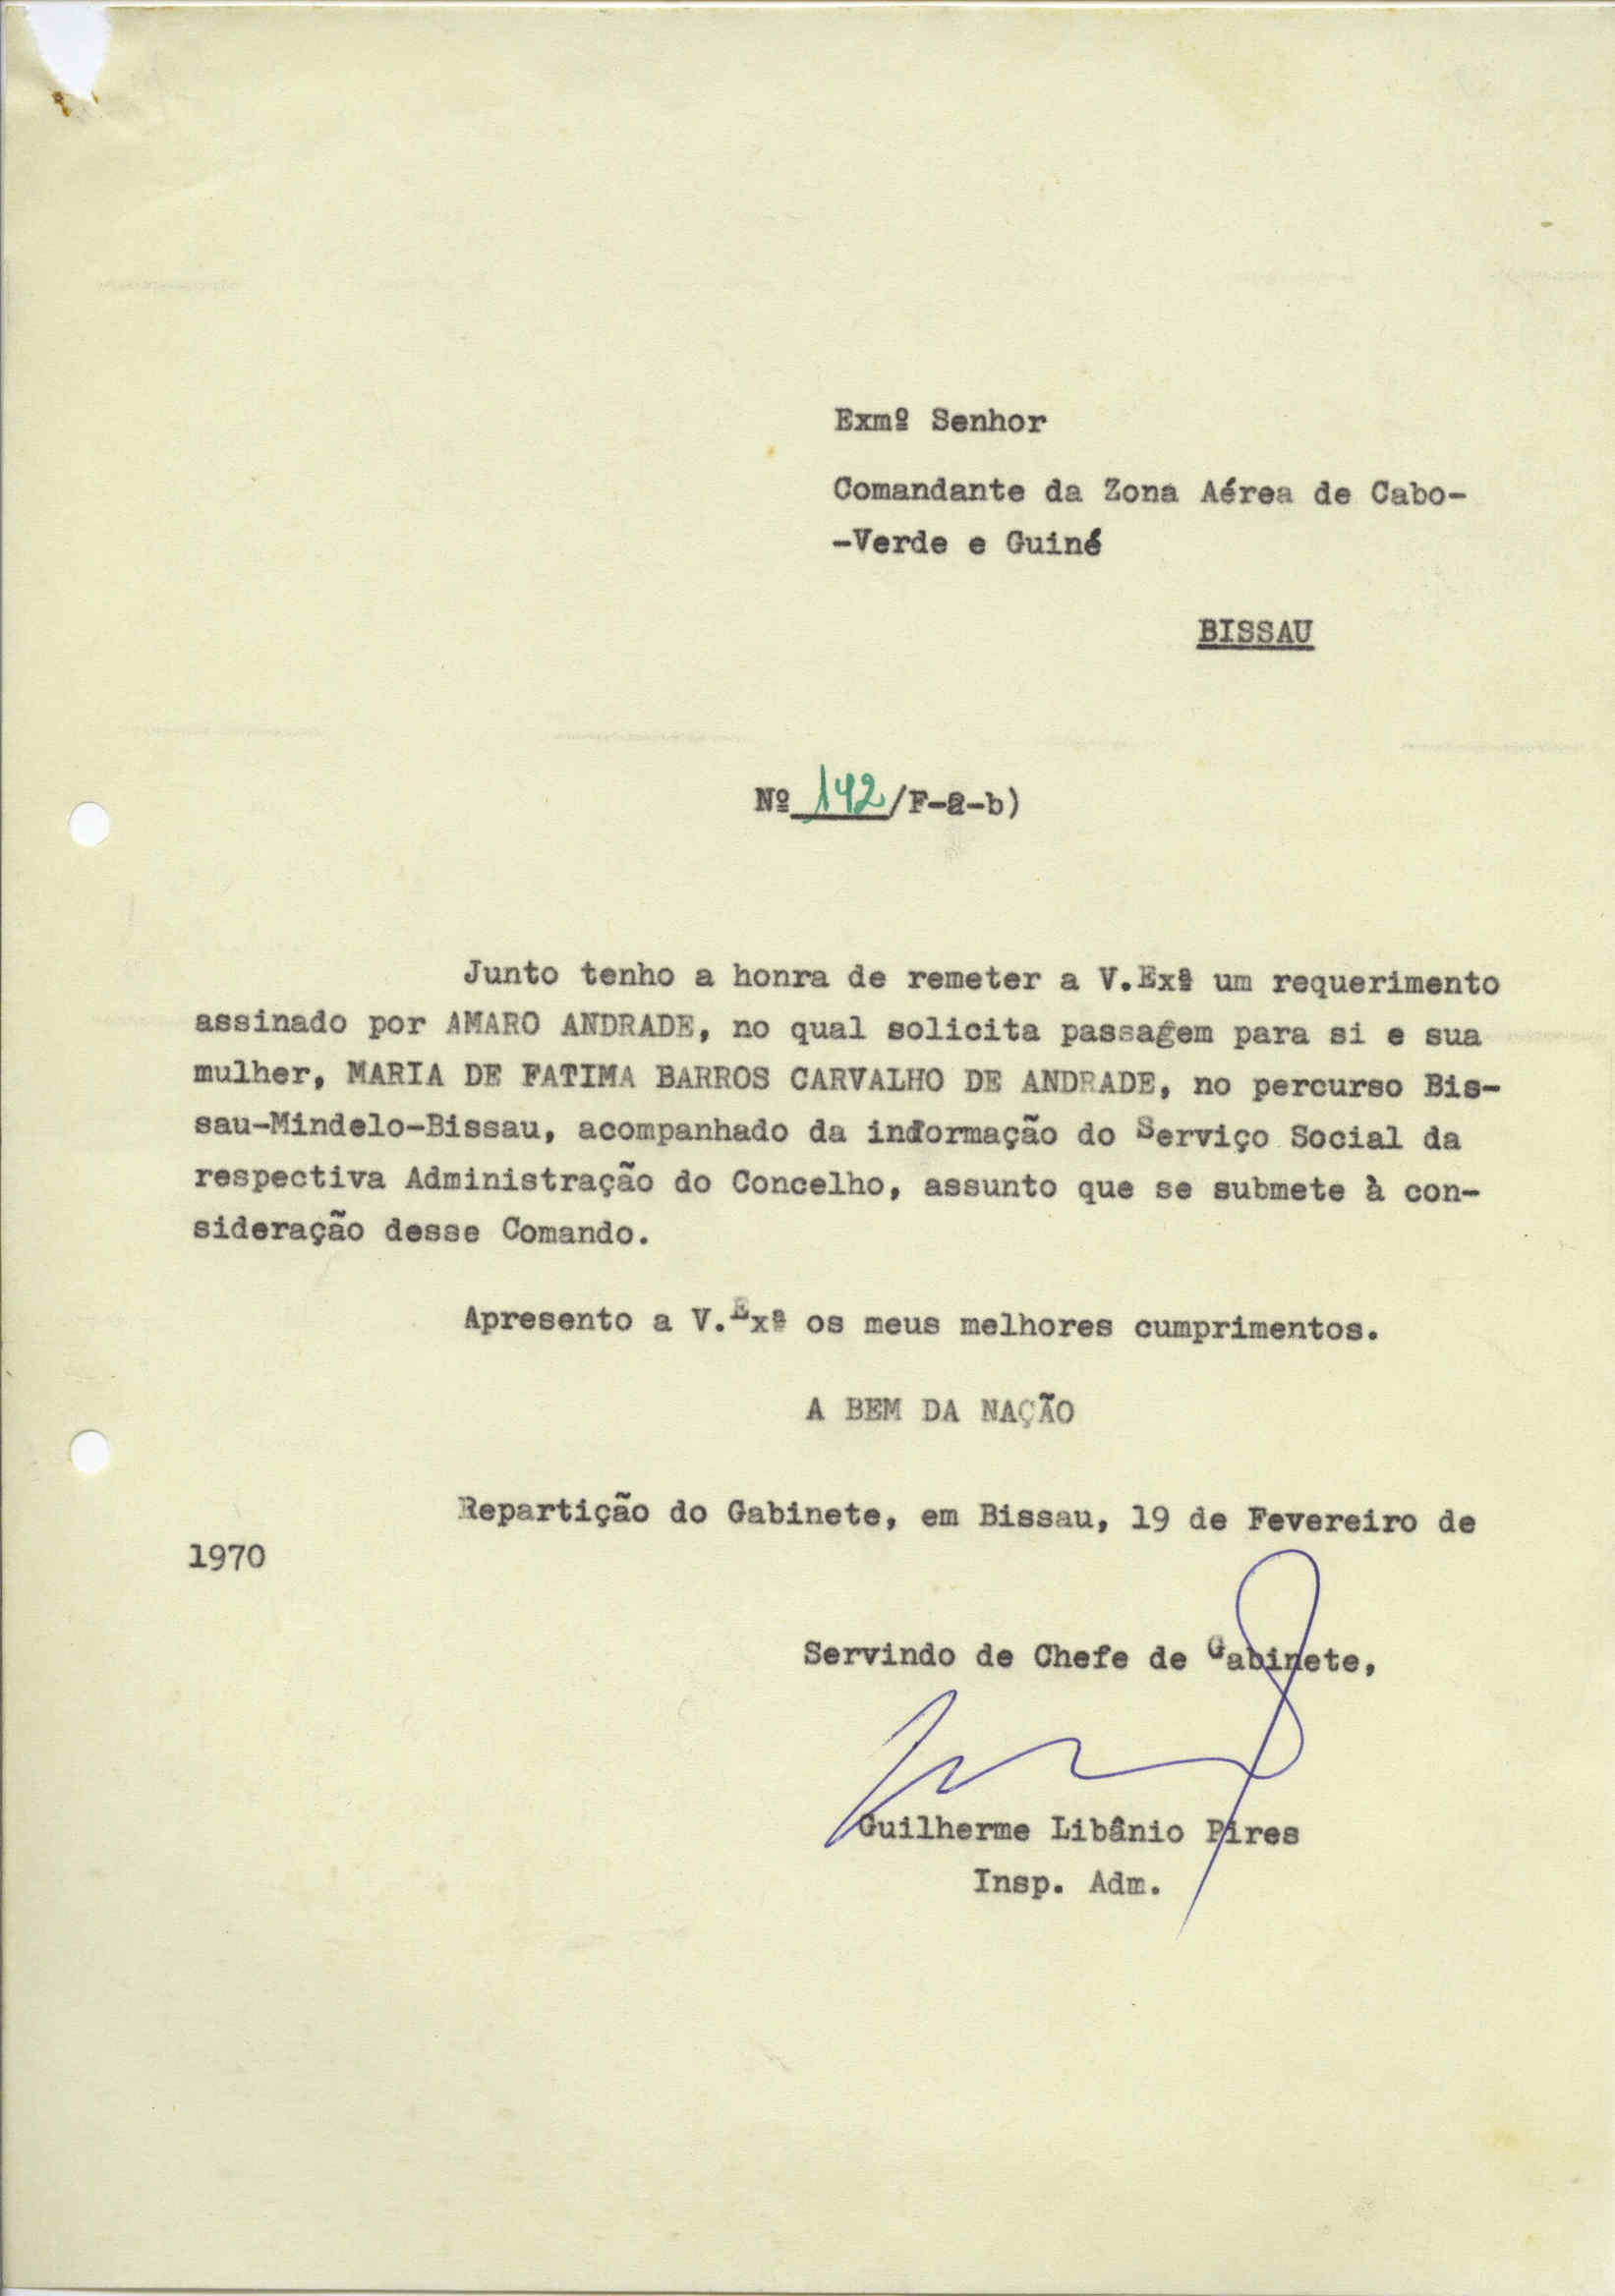 Exmº Senhor
Comandante da Zona Aérea de Cabo-
-Verde e Guiné
BISSAU
Nº 142/F-2-b)
Junto tenho a honra de remeter a V.Exª um requerimento
assinado por AMARO ANDRADE, no qual solicita passagem para si e sua
mulher, MARIA DE FATIMA BARROS CARVALHO DE ANDRADE, no percurso Bis-
sau-Mindelo-Bissau, acompanhado da informação do Serviço Social da
respectiva Administração do Concelho, assunto que se submete à con-
sideração desse Comando.
Apresento a V.Exª os meus melhores cumprimentos.
A BEM DA NAÇÃO
Repartição do Gabinete, em Bissau, 19 de Fevereiro de
1970
Servindo de Chefe de Gabinete,
Guilherme Libânio Pires
Insp. Adm.